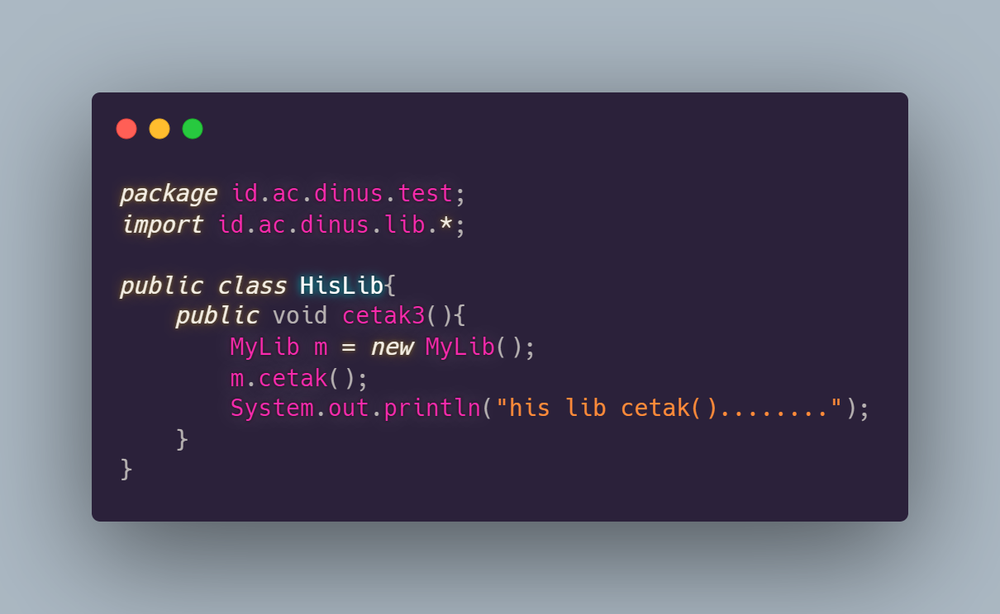 package id.ac.dinus.test;
import id.ac.dinus.lib.*;

public class HisLib{
    public void cetak3(){
        MyLib m = new MyLib();
        m.cetak();
        System.out.println("his lib cetak()........");
    }
}